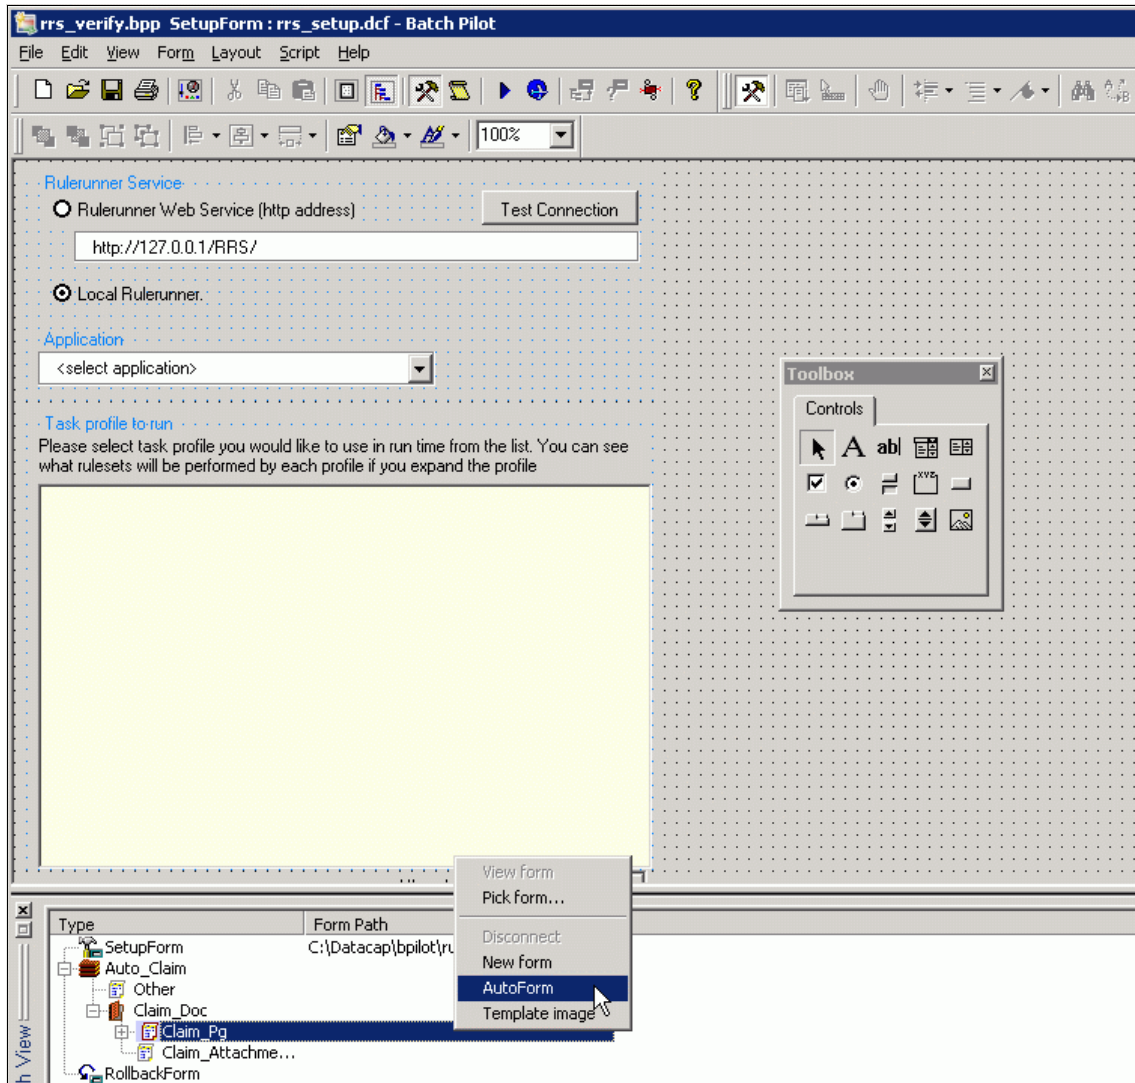 rrs_verify.bpp SetupForm : rrs_setup.dcf - Batch Pilot
File Edit View Form Layout Script Help
100%
Rulerunner Service
Rulerunner Web Service (http address)
Test Connection
http://127.0.0.1/RRS/
Local Rulerunner.
Application
<select application>
Toolbox
Controls
A ab|
XYZ
Task profile to run
Please select task profile you would like to use in run time from the list. You can see
what rulesets will be performed by each profile if you expand the profile
View form
Pick form...
Disconnect
New form
AutoForm
Template image
Type Form Path
SetupForm C:\Datacap\bpilot\ru
Auto_Claim
Other
Claim_Doc
Claim_Pg
Claim_Attachme...
RollbackForm
View